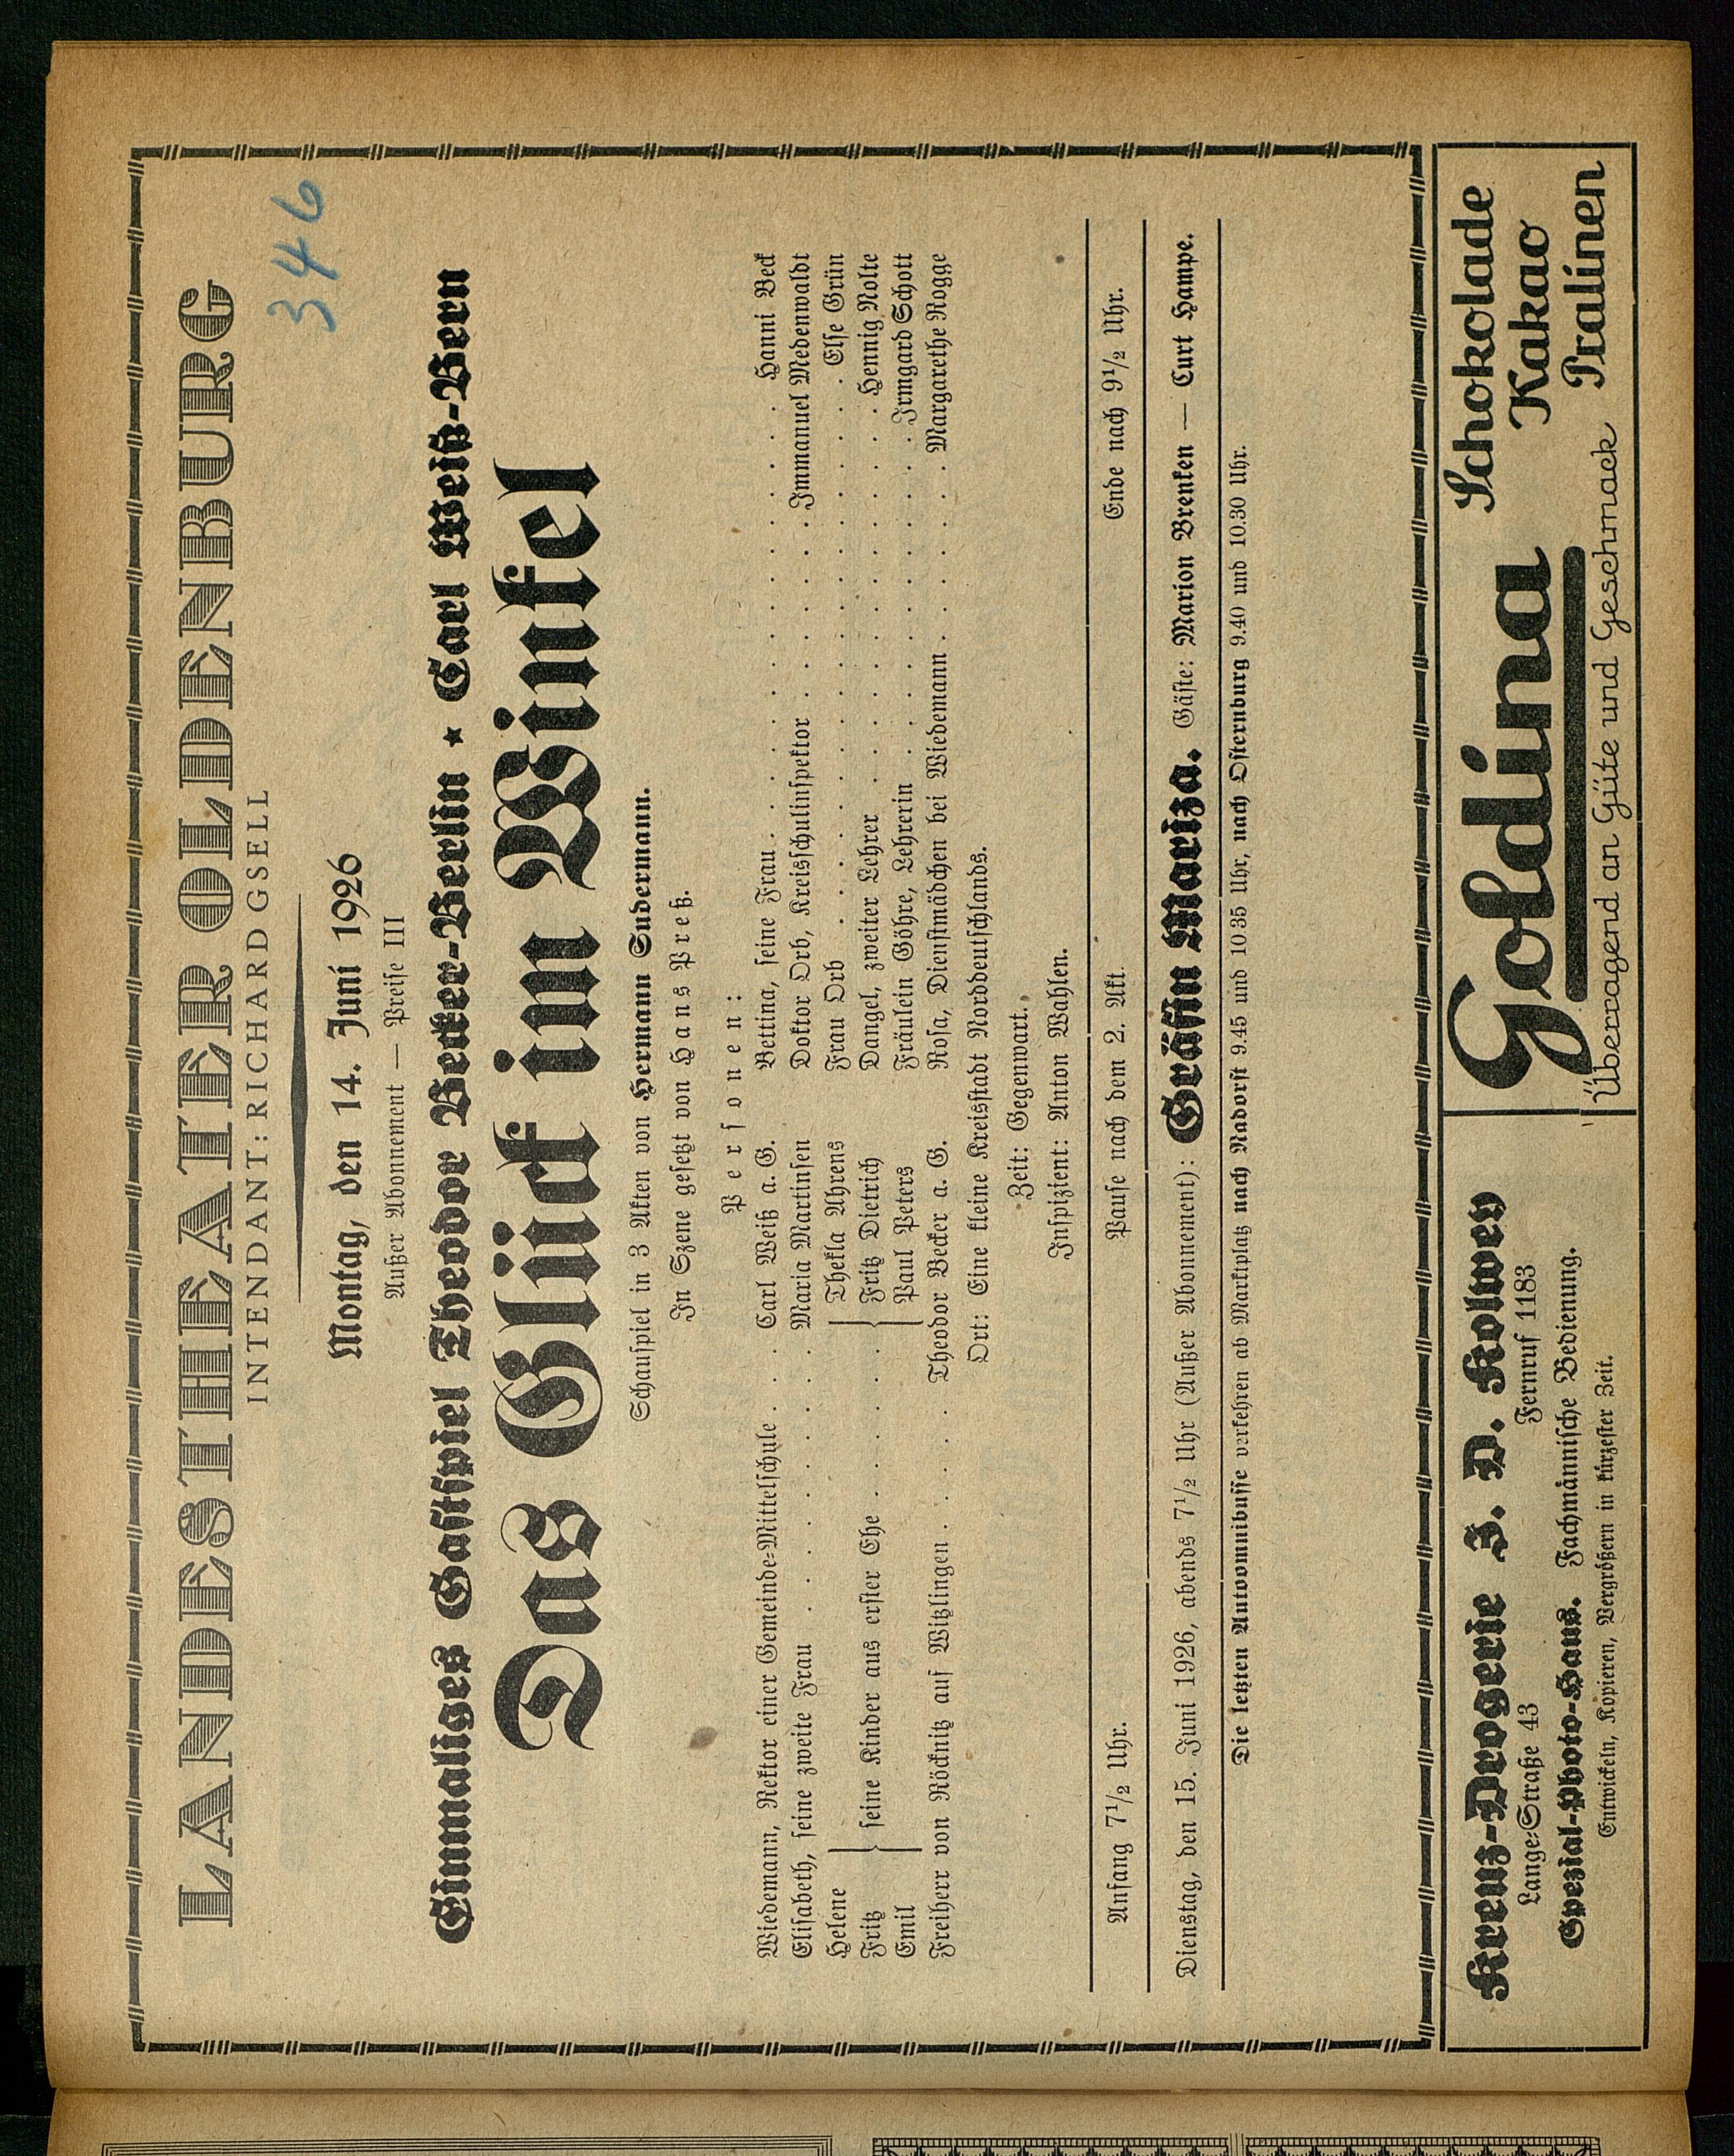 LANDESTHEATER OLDENBURG
346
INTENDANT: RICHARD GSELL
Montag, den 14. Juni 1926
Außer Abonnement — Preise III
Einmaliges Gastspiel Theodor Becker-Berlin ★ Carl Weiß-Bern
Das Glück im Winkel
Schauspiel in 3 Akten von Hermann Sudermann.
In Szene gesetzt von Hans Preß.
Personen:
Wiedemann, Rektor einer Gemeinde-Mittelschule . . Carl Weiß a. G.
Elisabeth, seine zweite Frau . . . . . . . Maria Martinsen
Helene } seine Kinder aus erster Ehe . . . . { Thekla Ahrens
Fritz } { Fritz Dietrich
Emil } { Paul Peters
Freiherr von Röcknitz auf Witzlingen . . . . . Theodor Becker a. G.
Bettina, seine Frau . . . . . . . . . Hanni Beck
Doktor Orb, Kreisschulinspektor . . . . . Immanuel Medenwaldt
Frau Orb . . . . . . . . . . . Else Grün
Dangel, zweiter Lehrer . . . . . . . . Hennig Nolte
Fräulein Göhre, Lehrerin . . . . . . . Irmgard Schott
Rosa, Dienstmädchen bei Wiedemann . . . . . Margarethe Rogge
Ort: Eine kleine Kreisstadt Norddeutschlands.
Zeit: Gegenwart.
Inspizient: Anton Wahlen.
Anfang 7¹/₂ Uhr. Pause nach dem 2. Akt. Ende nach 9¹/₂ Uhr.
Dienstag, den 15. Juni 1926, abends 7¹/₂ Uhr (Außer Abonnement): Gräfin Mariza. Gäste: Marion Brenken — Curt Hampe.
Die letzten Autoomnibusse verkehren ab Marktplatz nach Nadorst 9.45 und 10.35 Uhr, nach Osternburg 9.40 und 10.30 Uhr.
Kreuz-Drogerie J. D. Kolwey
Lange-Straße 43 Fernruf 1183
Spezial-Photo-Haus. Fachmännische Bedienung.
Entwickeln, Kopieren, Vergrößern in kürzester Zeit.
Goldina
Schokolade
Kakao
Pralinen
Überragend an Güte und Geschmack